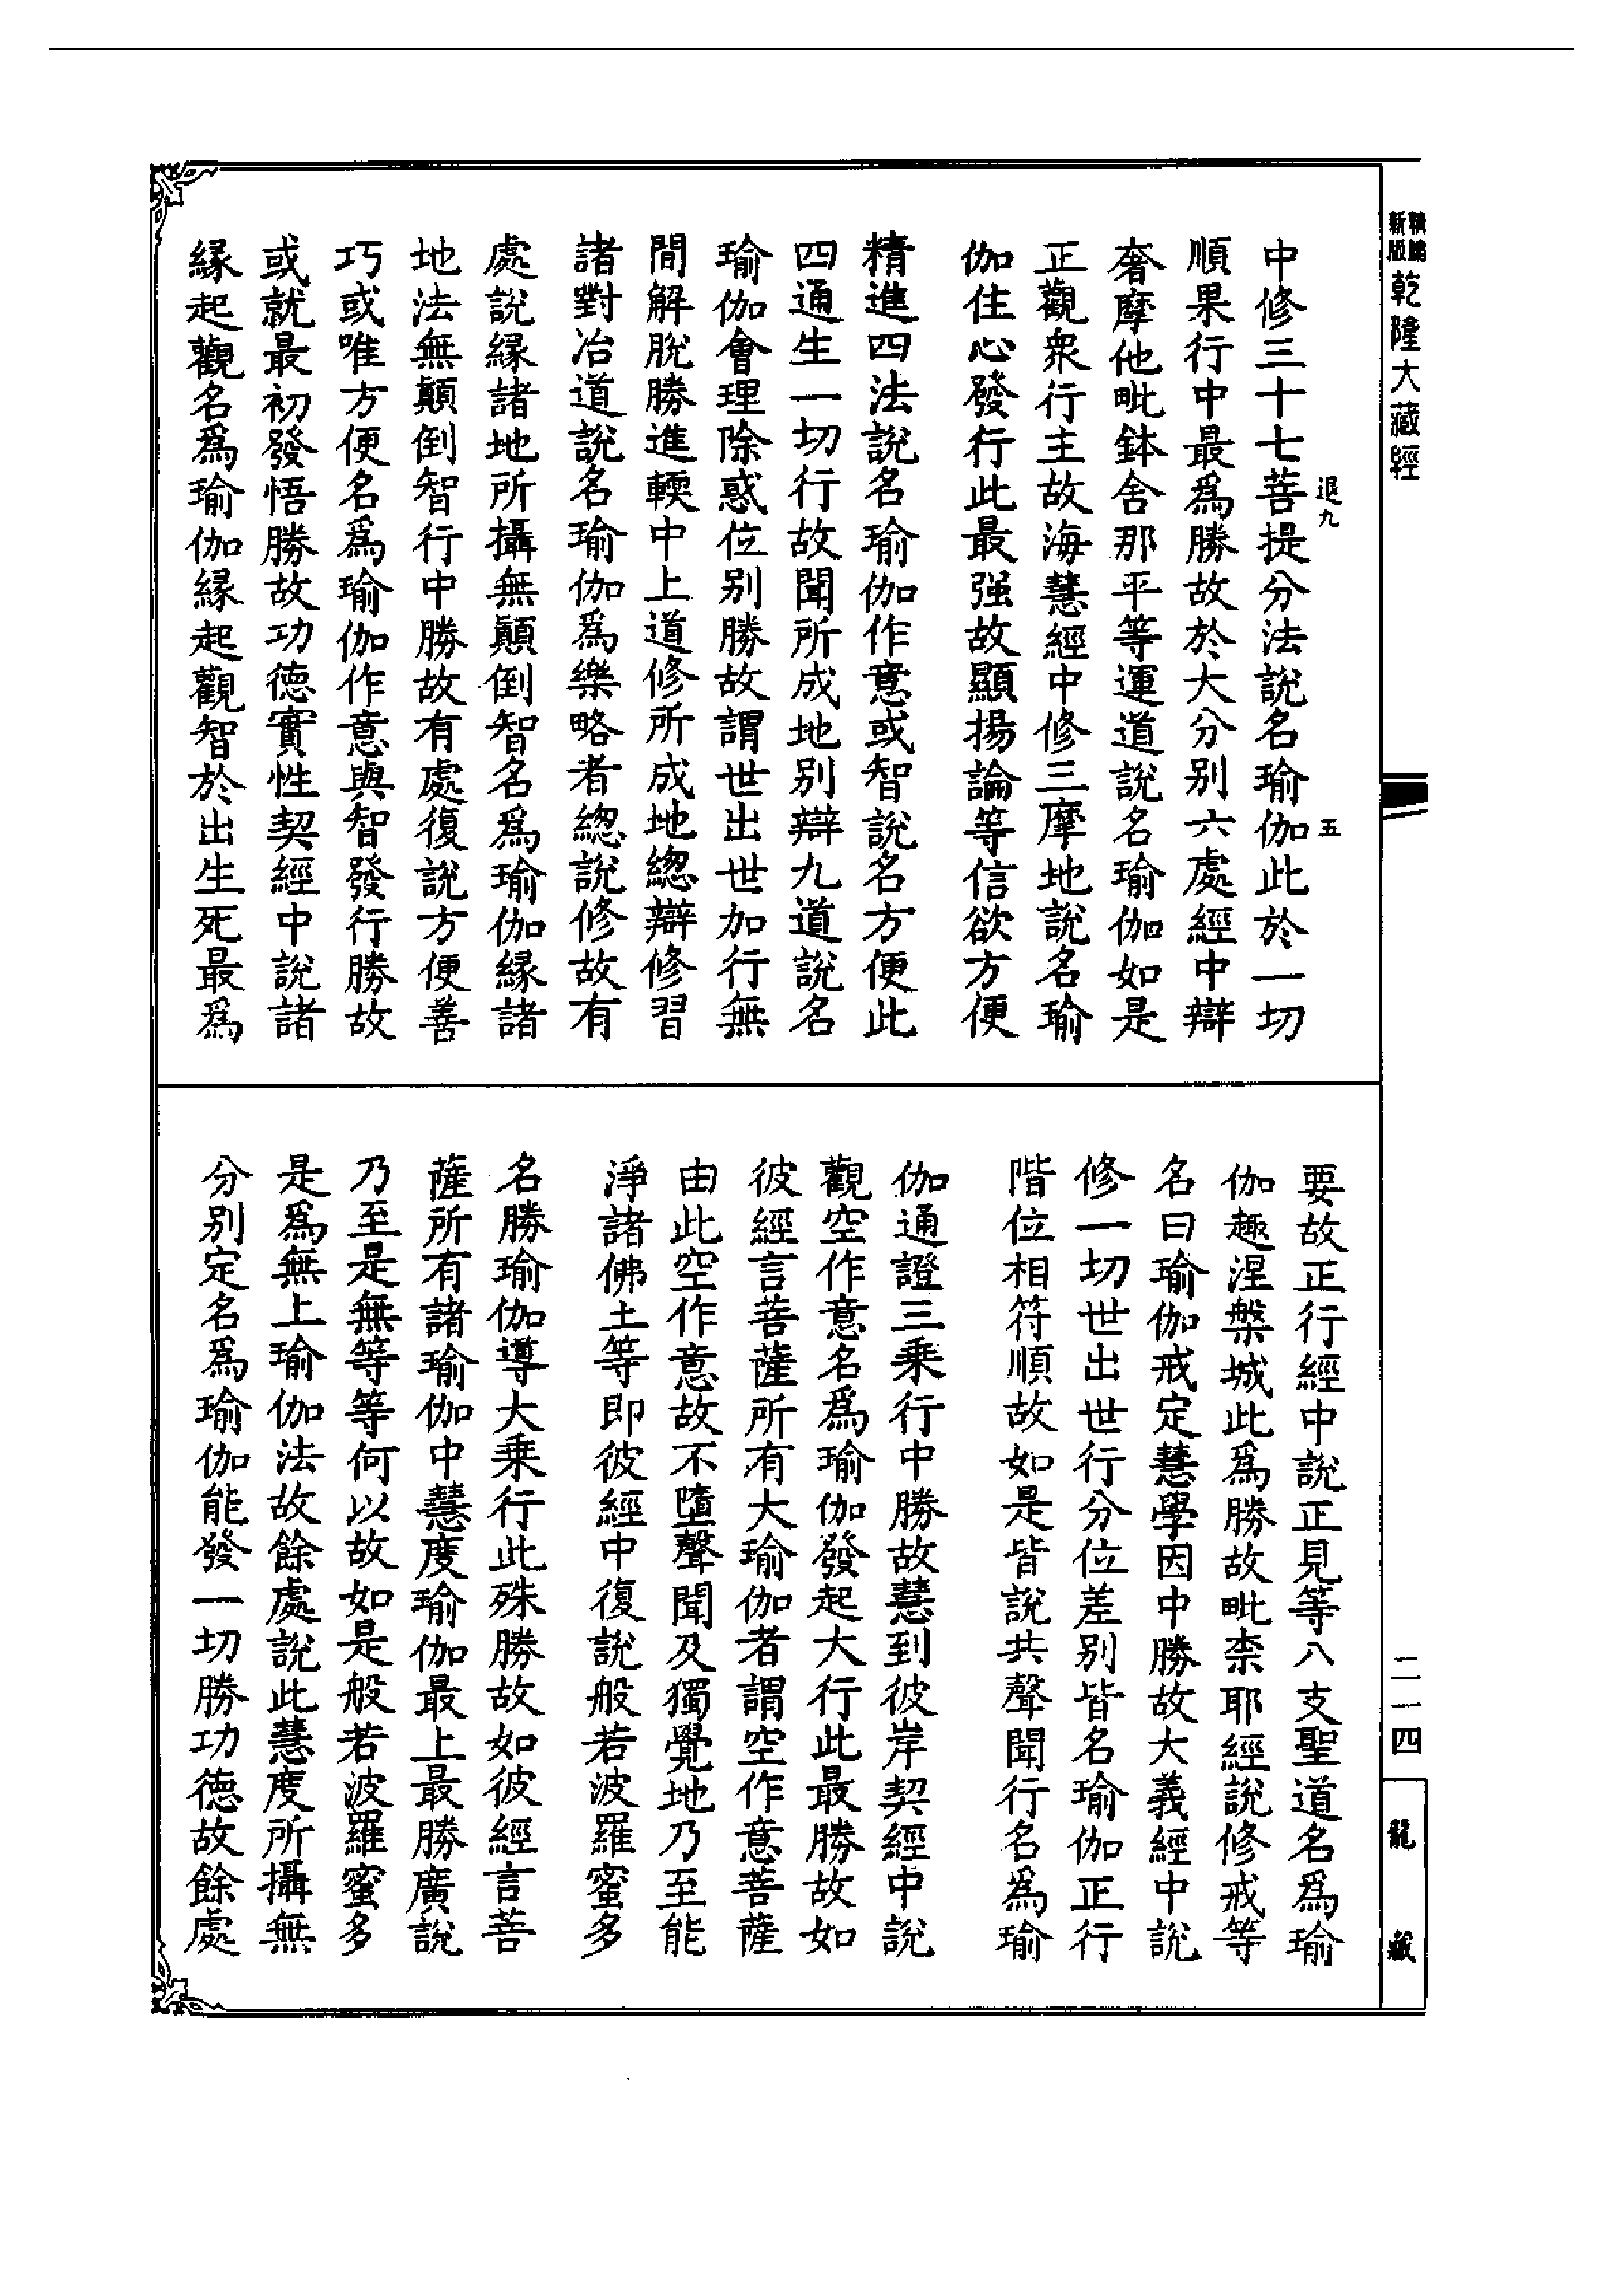 新版精編乾隆大藏經
退九
五
中修三十七菩提分法說名瑜伽此於一切
順果行中最爲勝故於大分别六處經中辯
奢摩他毗鉢舍那平等運道說名瑜伽如是
正觀衆行主故海慧經中修三摩地說名瑜
伽住心發行此最强故顯揚論等信欲方便
精進四法說名瑜伽作意或智說名方便此
四通生一切行故聞所成地别辯九道說名
瑜伽會理除惑位别勝故謂世出世加行無
間解脫勝進輭中上道修所成地緫辯修習
諸對治道說名瑜伽爲樂略者緫說修故有
處說縁諸地所攝無顛倒智名爲瑜伽縁諸
地法無顛倒智行中勝故有處復說方便善
巧或唯方便名爲瑜伽作意與智發行勝故
或就最初發悟勝故功德實性契經中說諸
縁起觀名爲瑜伽縁起觀智於出生死最爲
要故正行經中說正見等八支聖道名爲瑜
伽趣涅槃城此爲勝故毗柰耶經說修戒等
名曰瑜伽戒定慧學因中勝故大義經中說
修一切世出世行分位差别皆名瑜伽正行
階位相符順故如是皆說共聲聞行名爲瑜
伽通證三乘行中勝故慧到彼岸契經中說
觀空作意名爲瑜伽發起大行此最勝故如
彼經言菩薩所有大瑜伽者謂空作意菩薩
由此空作意故不墮聲聞及獨覺地乃至能
淨諸佛土等即彼經中復說般若波羅蜜多
名勝瑜伽導大乘行此殊勝故如彼經言菩
薩所有諸瑜伽中慧度瑜伽最上最勝廣說
乃至是無等等何以故如是般若波羅蜜多
是爲無上瑜伽法故餘處說此慧度所攝無
分别定名爲瑜伽能發一切勝功德故餘處
二一四
龍藏